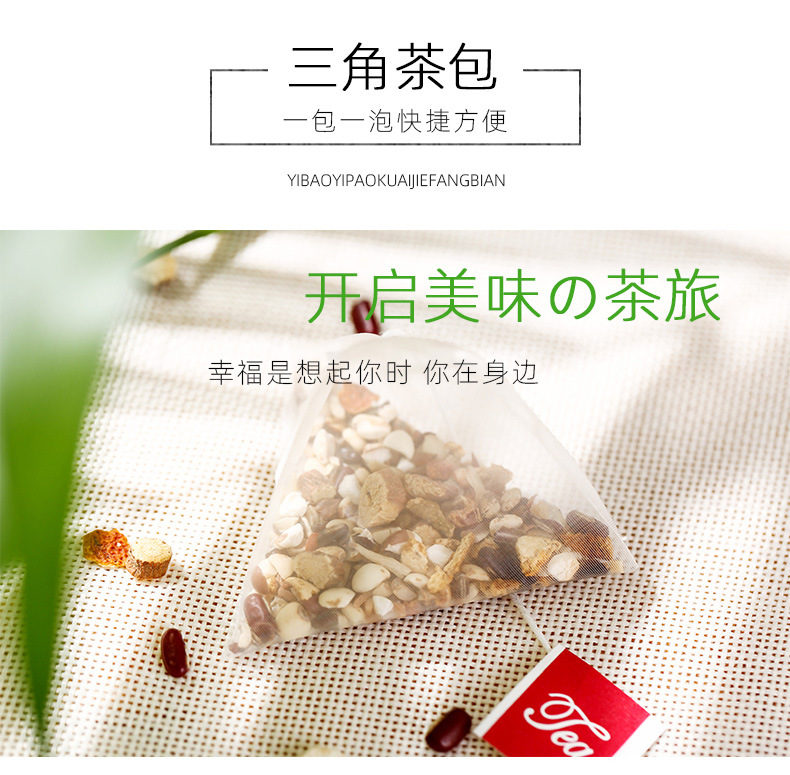 三角茶包
一包一泡快捷方便
YIBAOYIPAOKUAIJIEFANGBIAN
开启美味の茶旅
幸福是想起你时 你在身边
Tea